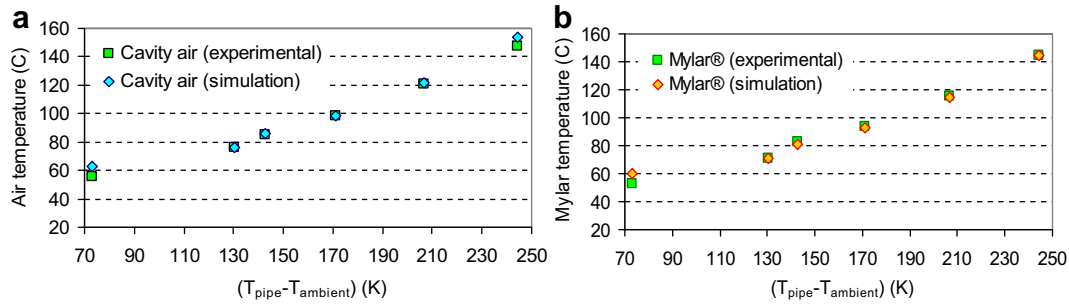 a
Air temperature (C)
160
140
120
100
80
60
40
20
Cavity air (experimental)
Cavity air (simulation)
70 90 110 130 150 170 190 210 230 250
(Tpipe-Tambient) (K)
b
Mylar temperature (C)
160
140
120
100
80
60
40
20
Mylar® (experimental)
Mylar® (simulation)
70 90 110 130 150 170 190 210 230 250
(Tpipe-Tambient) (K)